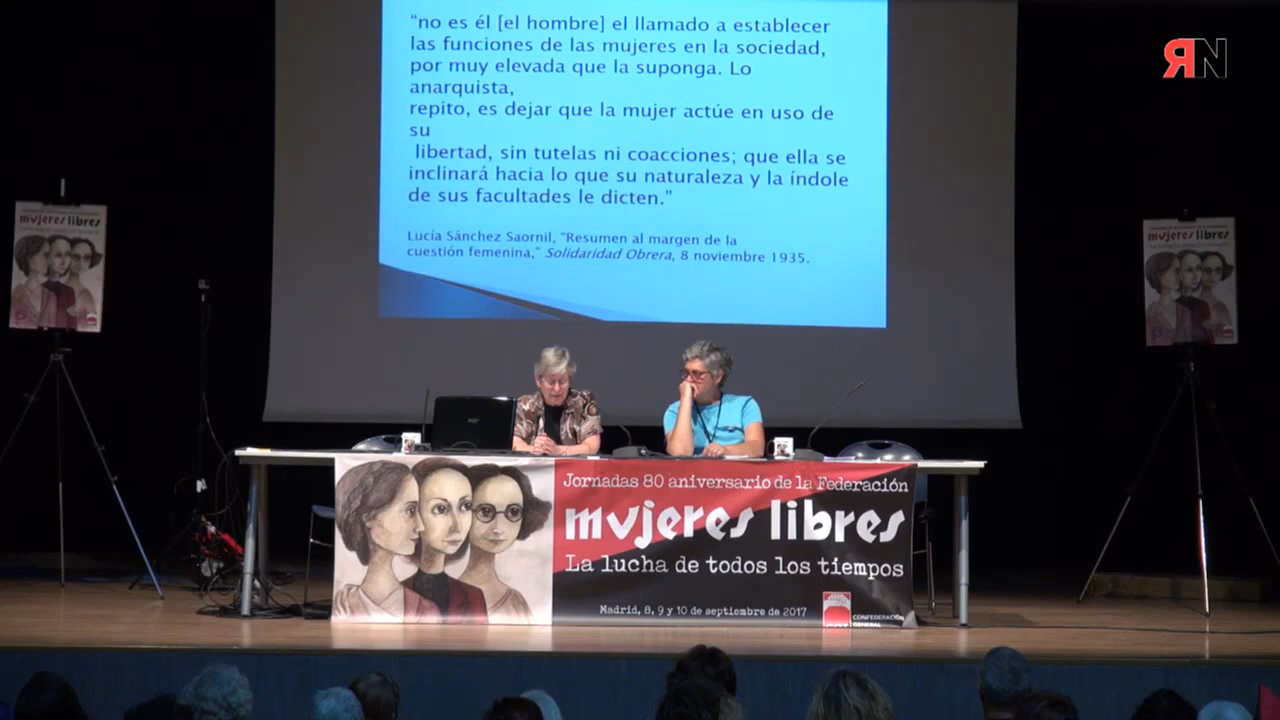 “no es él [el hombre] el llamado a establecer
las funciones de las mujeres en la sociedad,
por muy elevada que la suponga. Lo
anarquista,
repito, es dejar que la mujer actúe en uso de
su
libertad, sin tutelas ni coacciones; que ella se
inclinará hacia lo que su naturaleza y la índole
de sus facultades le dicten.”
Lucía Sánchez Saornil, “Resumen al margen de la
cuestión femenina,” Solidaridad Obrera, 8 noviembre 1935.
RN
mujeres libres
mujeres libres
Jornadas 80 aniversario de la Federación
mujeres libres
La lucha de todos los tiempos
Madrid, 8, 9 y 10 de septiembre de 2017
CONFEDERACIÓN
GENERAL